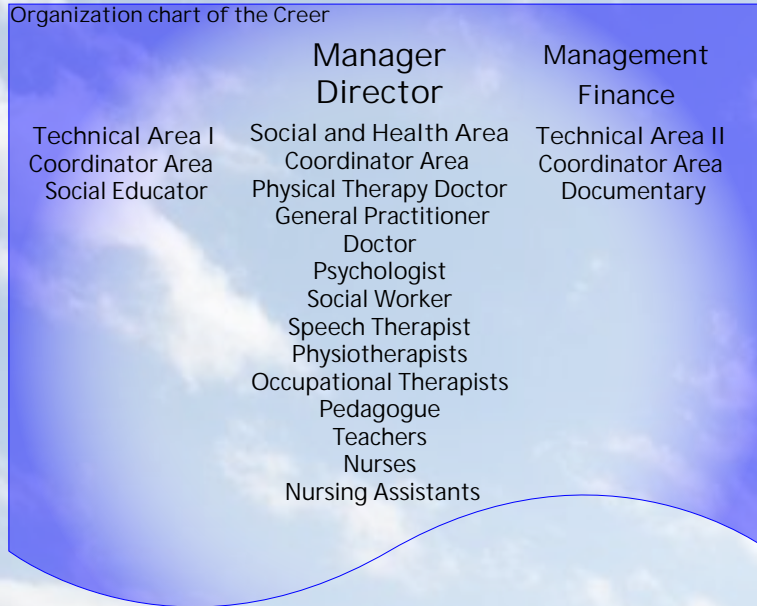 Organization chart of the Creer
Manager
Director
Management
Finance
Technical Area I
Coordinator Area
Social Educator
Social and Health Area
Coordinator Area
Physical Therapy Doctor
General Practitioner
Doctor
Psychologist
Social Worker
Speech Therapist
Physiotherapists
Occupational Therapists
Pedagogue
Teachers
Nurses
Nursing Assistants
Technical Area II
Coordinator Area
Documentary